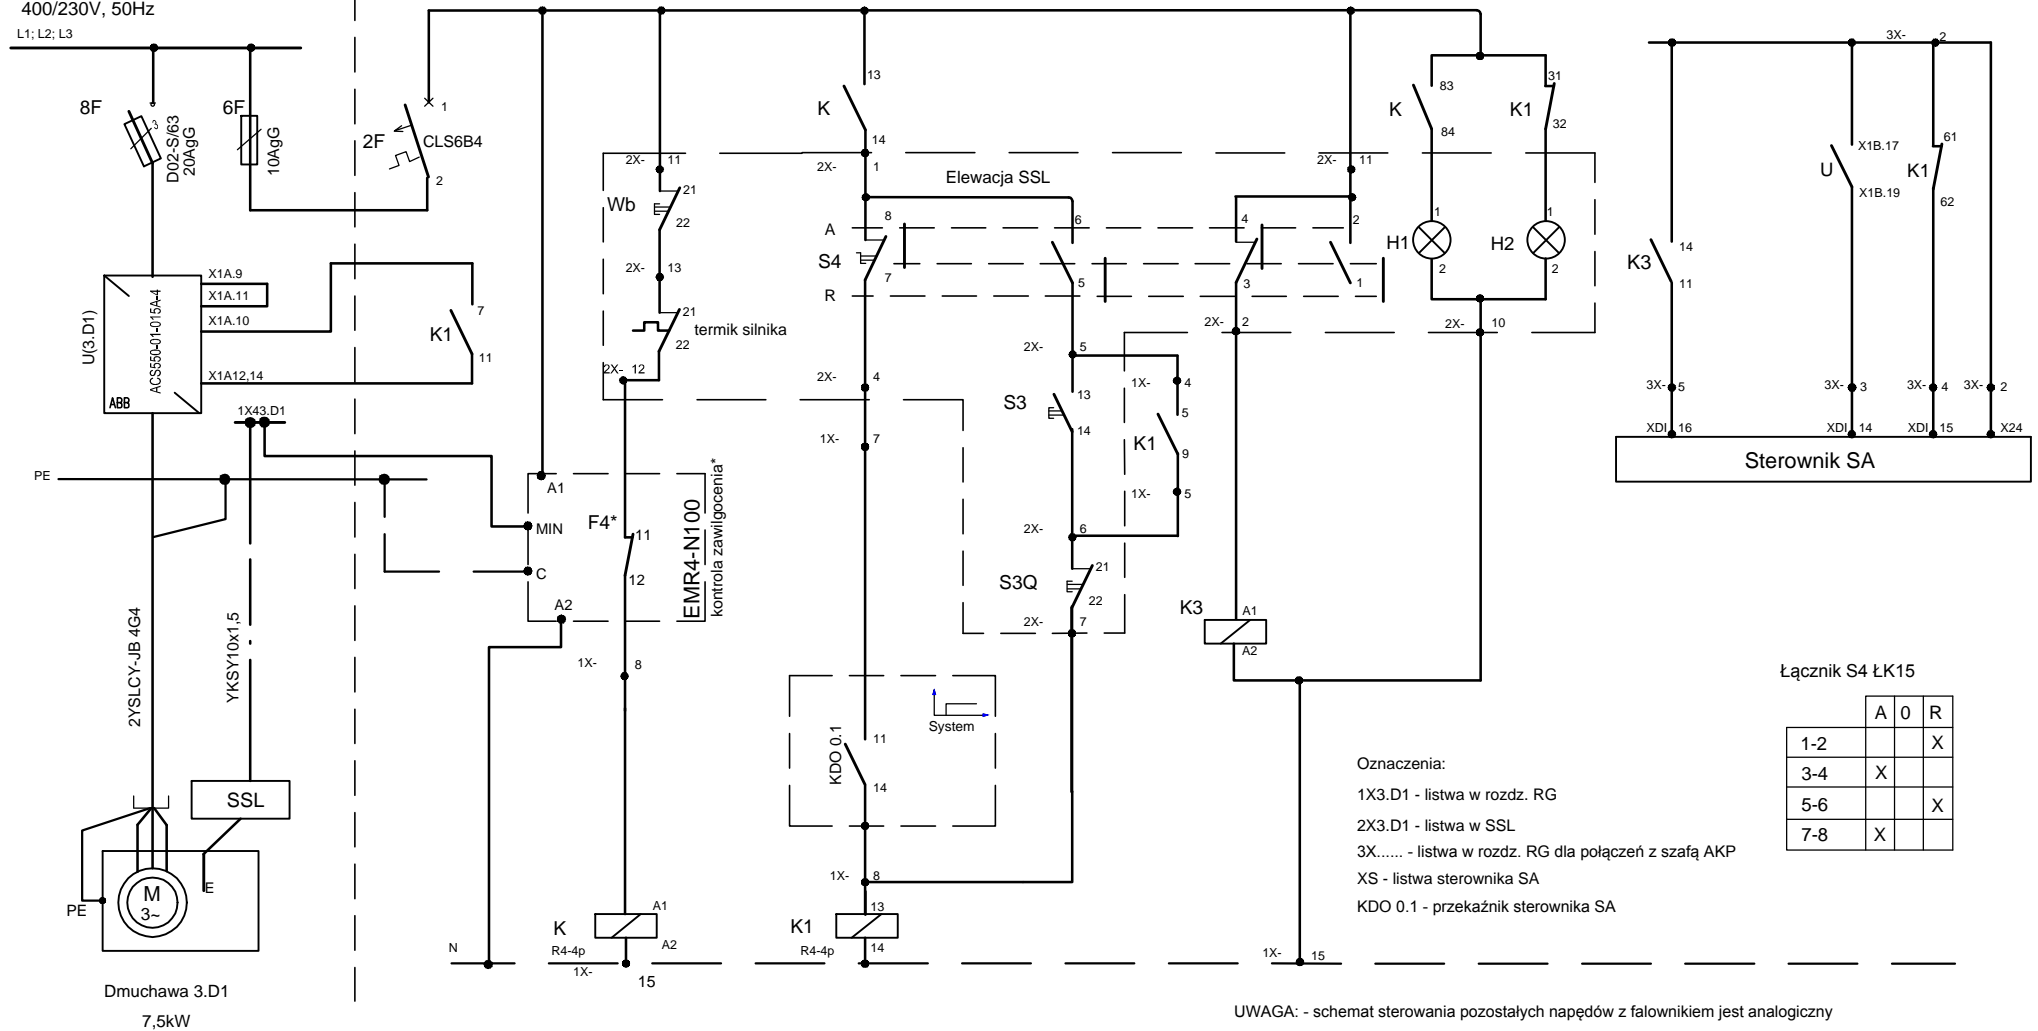 400/230V, 50Hz
L1; L2; L3
8F
D02-S/63
20AgG
3
6F
10AgG
2F
CLS6B4
1
2
U(3.D1)
ACS550-01-015A-4
ABB
X1A.9
X1A.11
X1A.10
X1A12,14
K1
7
11
1X43.D1
PE
2YSLCY-JB 4G4
YKSY10x1,5
SSL
M
3~
PE
E
Dmuchawa 3.D1
7,5kW
A1
MIN
C
A2
EMR4-N100
kontrola zawilgocenia*
F4*
11
12
2X- 11
Wb
21
22
2X- 13
21
22
termik silnika
2X- 12
1X- 8
K
R4-4p
A1
A2
1X-
15
N
K
13
14
2X- 1
Elewacja SSL
A
S4
R
8
7
6
5
4
3
2
1
2X- 4
1X- 7
KDO 0.1
11
14
System
1X- 8
K1
R4-4p
13
14
2X- 5
S3
13
14
1X- 4
K1
5
9
1X- 5
2X- 6
S3Q
21
22
2X- 7
2X- 11
2X- 2
K3
A1
A2
K
83
84
K1
31
32
H1
1
2
H2
1
2
2X- 10
1X- 15
3X- 2
K3
14
11
U
X1B.17
X1B.19
K1
61
62
3X- 5
3X- 3
3X- 4
3X- 2
XDI 16
XDI 14
XDI 15
X24
Sterownik SA
Łącznik S4 ŁK15
A 0 R
1-2 X
3-4 X
5-6 X
7-8 X
Oznaczenia:
1X3.D1 - listwa w rozdz. RG
2X3.D1 - listwa w SSL
3X...... - listwa w rozdz. RG dla połączeń z szafą AKP
XS - listwa sterownika SA
KDO 0.1 - przekaźnik sterownika SA
UWAGA: - schemat sterowania pozostałych napędów z falownikiem jest analogiczny